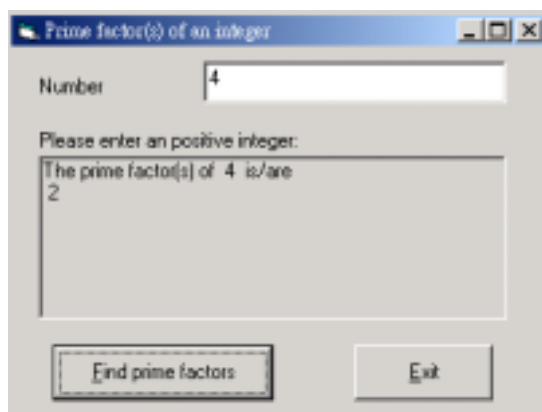 Prime factor(s) of an integer
Number 4
Please enter an positive integer:
The prime factor(s) of 4 is/are
2
Find prime factors Exit